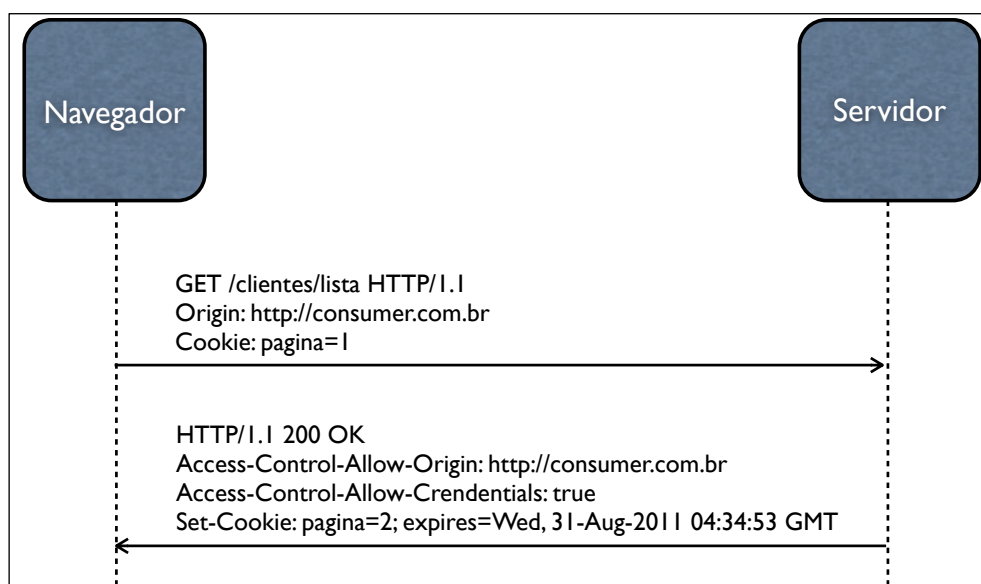 Navegador
Servidor
GET /clientes/lista HTTP/1.1
Origin: http://consumer.com.br
Cookie: pagina=1
HTTP/1.1 200 OK
Access-Control-Allow-Origin: http://consumer.com.br
Access-Control-Allow-Crendentials: true
Set-Cookie: pagina=2; expires=Wed, 31-Aug-2011 04:34:53 GMT